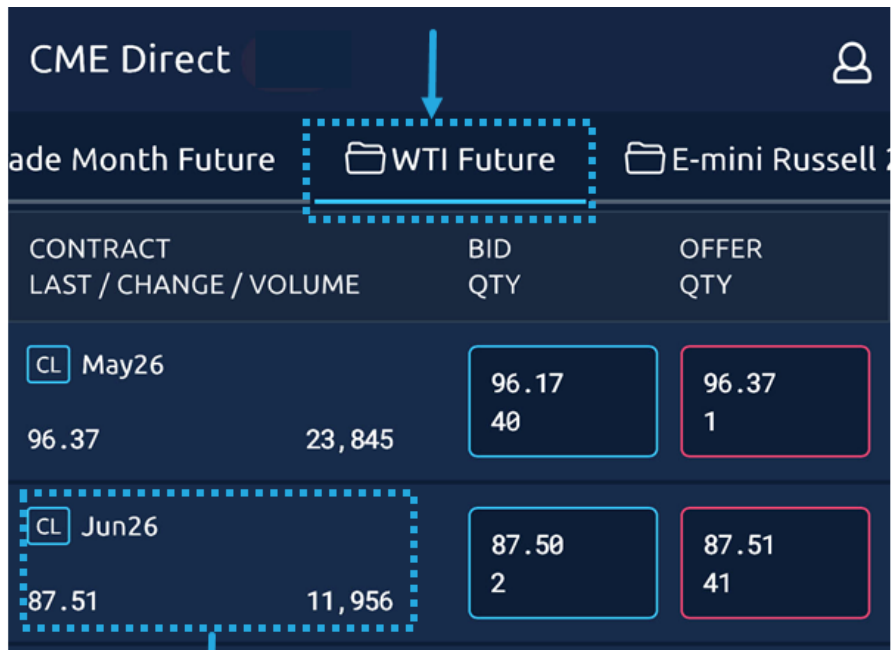 CME Direct
ade Month Future WTI Future E-mini Russell
CONTRACT BID OFFER
LAST / CHANGE / VOLUME QTY QTY
CL May26
96.17 96.37
40 1
96.37 23,845
CL Jun26
87.50 87.51
2 41
87.51 11,956